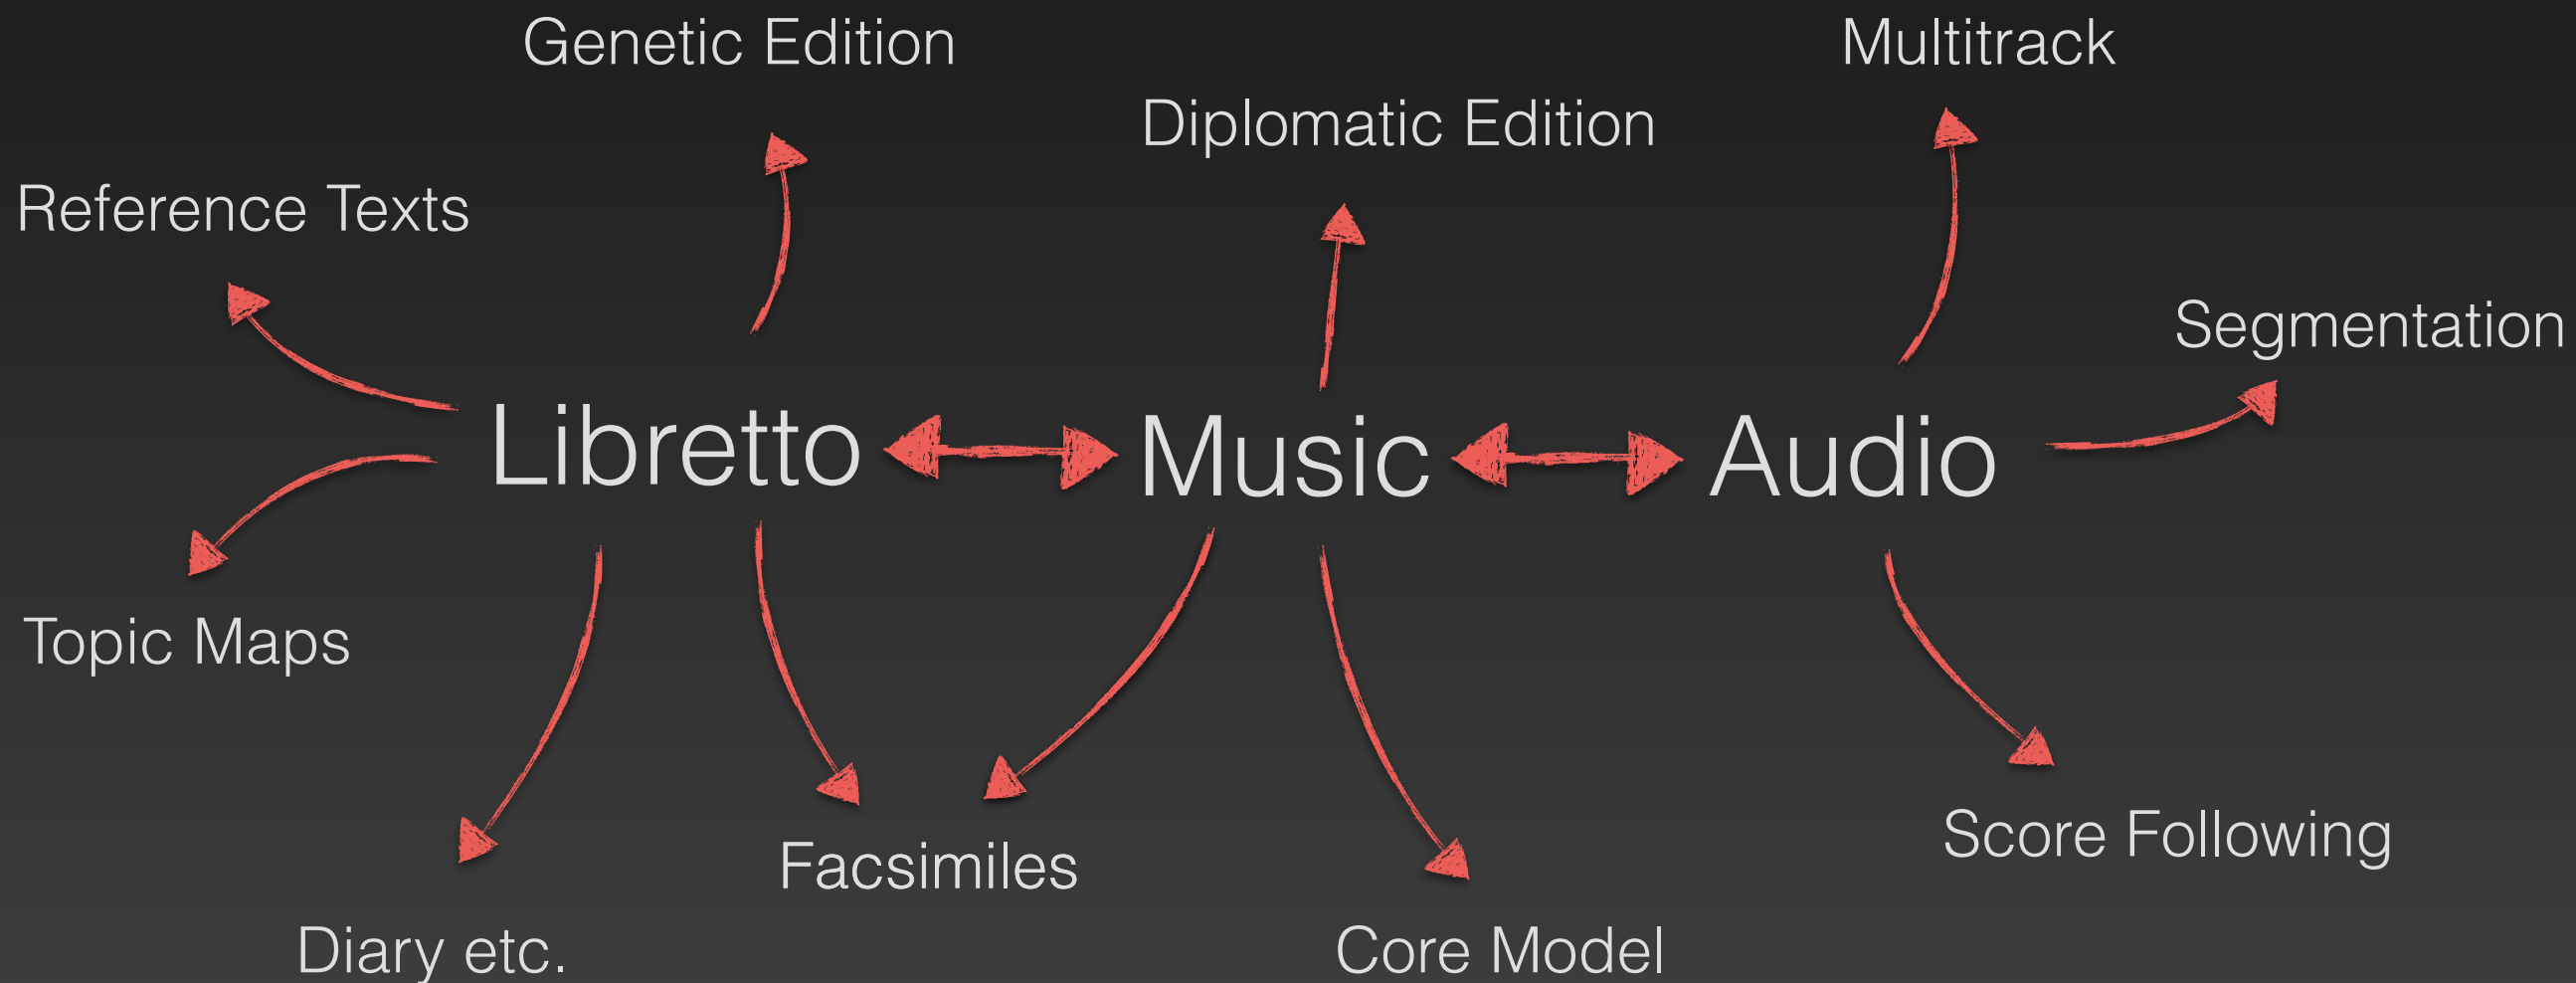 Genetic Edition
Multitrack
Diplomatic Edition
Reference Texts
Segmentation
Libretto
Music
Audio
Topic Maps
Score Following
Facsimiles
Diary etc.
Core Model